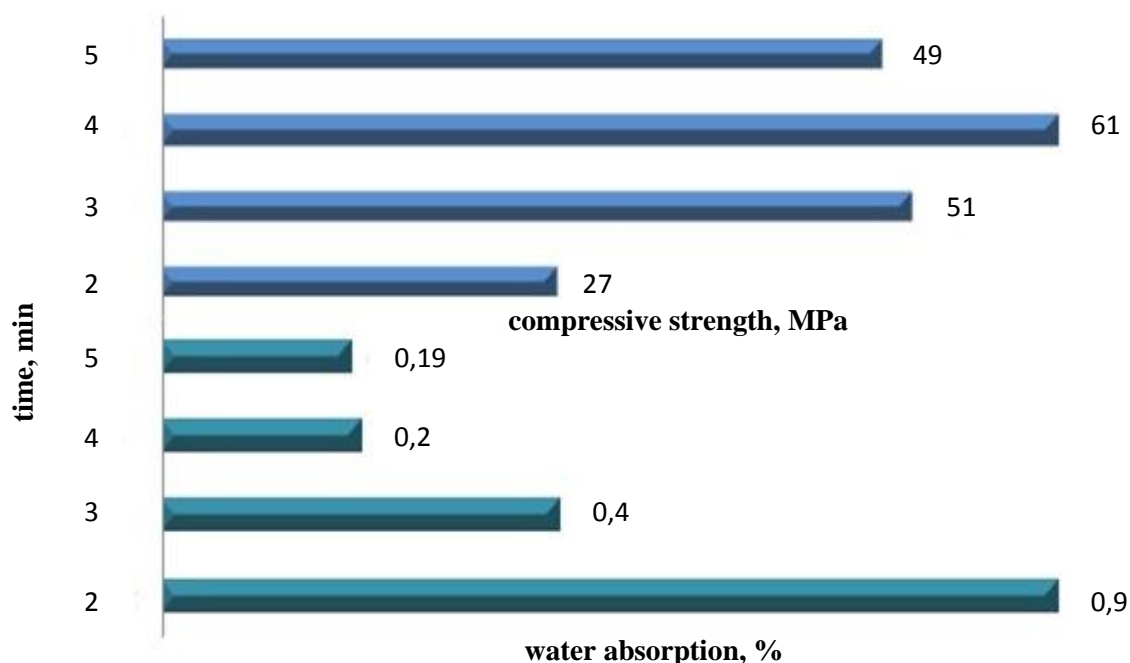 5 49
4 61
3 51
2 27
compressive strength, MPa
time, min
5 0,19
4 0,2
3 0,4
2 0,9
water absorption, %